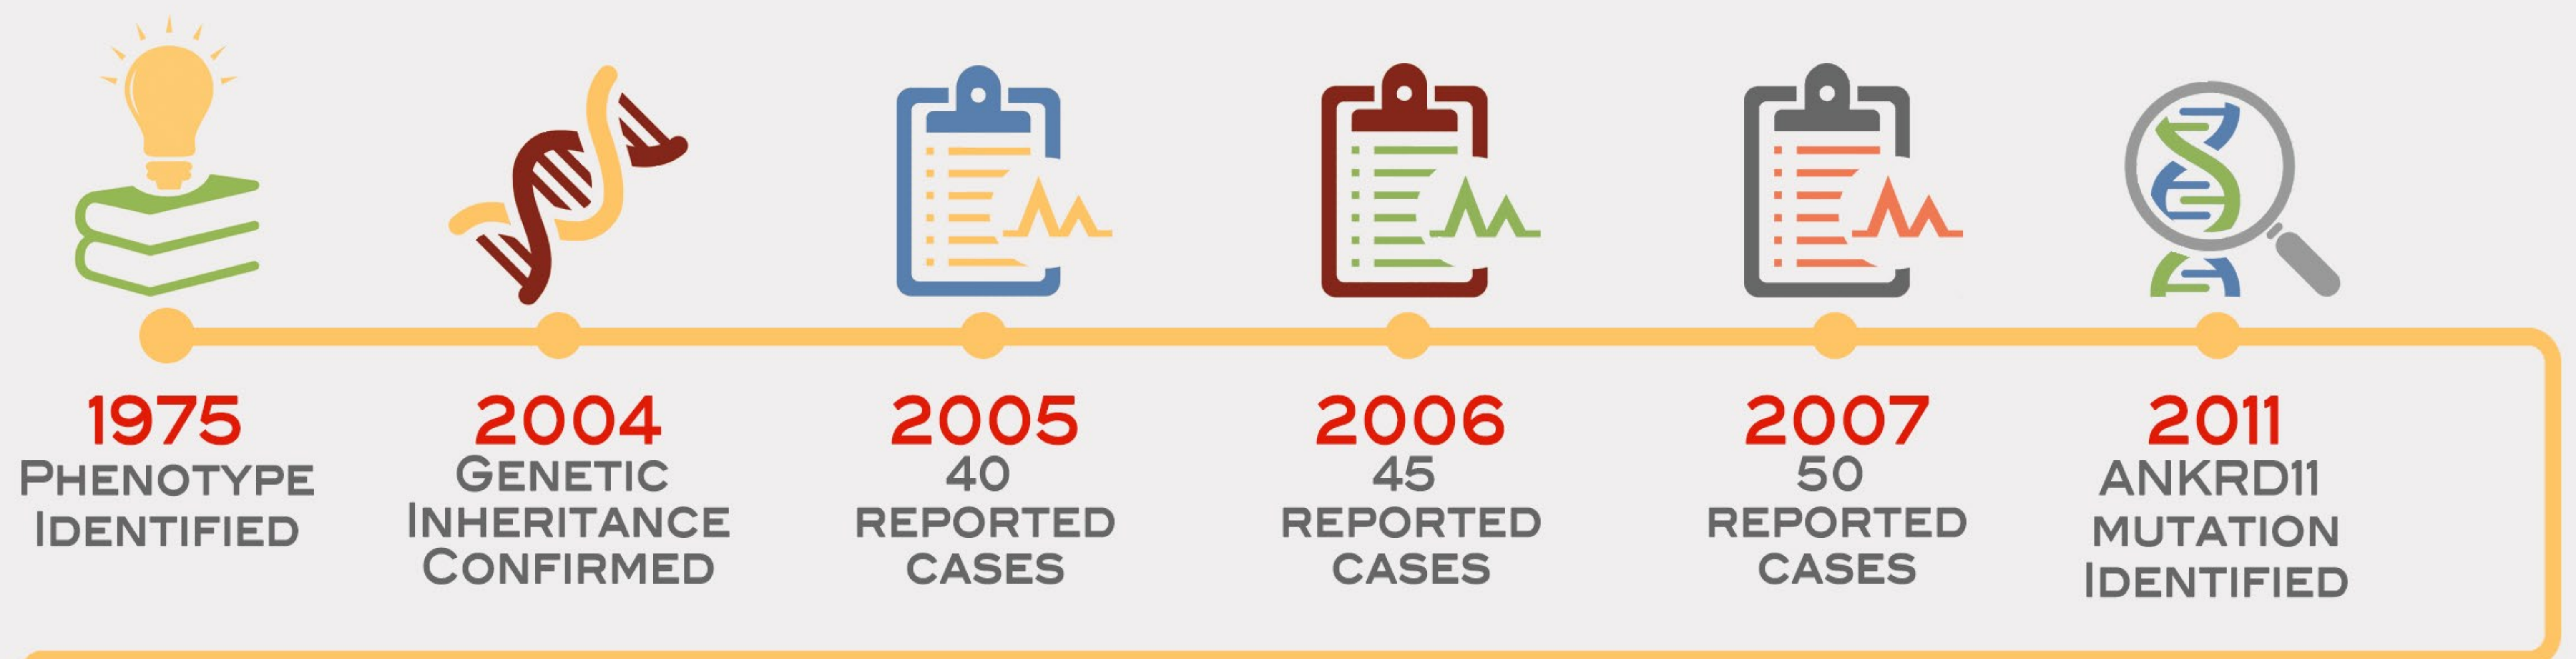 1975
PHENOTYPE
IDENTIFIED
2004
GENETIC
INHERITANCE
CONFIRMED
2005
40
REPORTED
CASES
2006
45
REPORTED
CASES
2007
50
REPORTED
CASES
2011
ANKRD11
MUTATION
IDENTIFIED